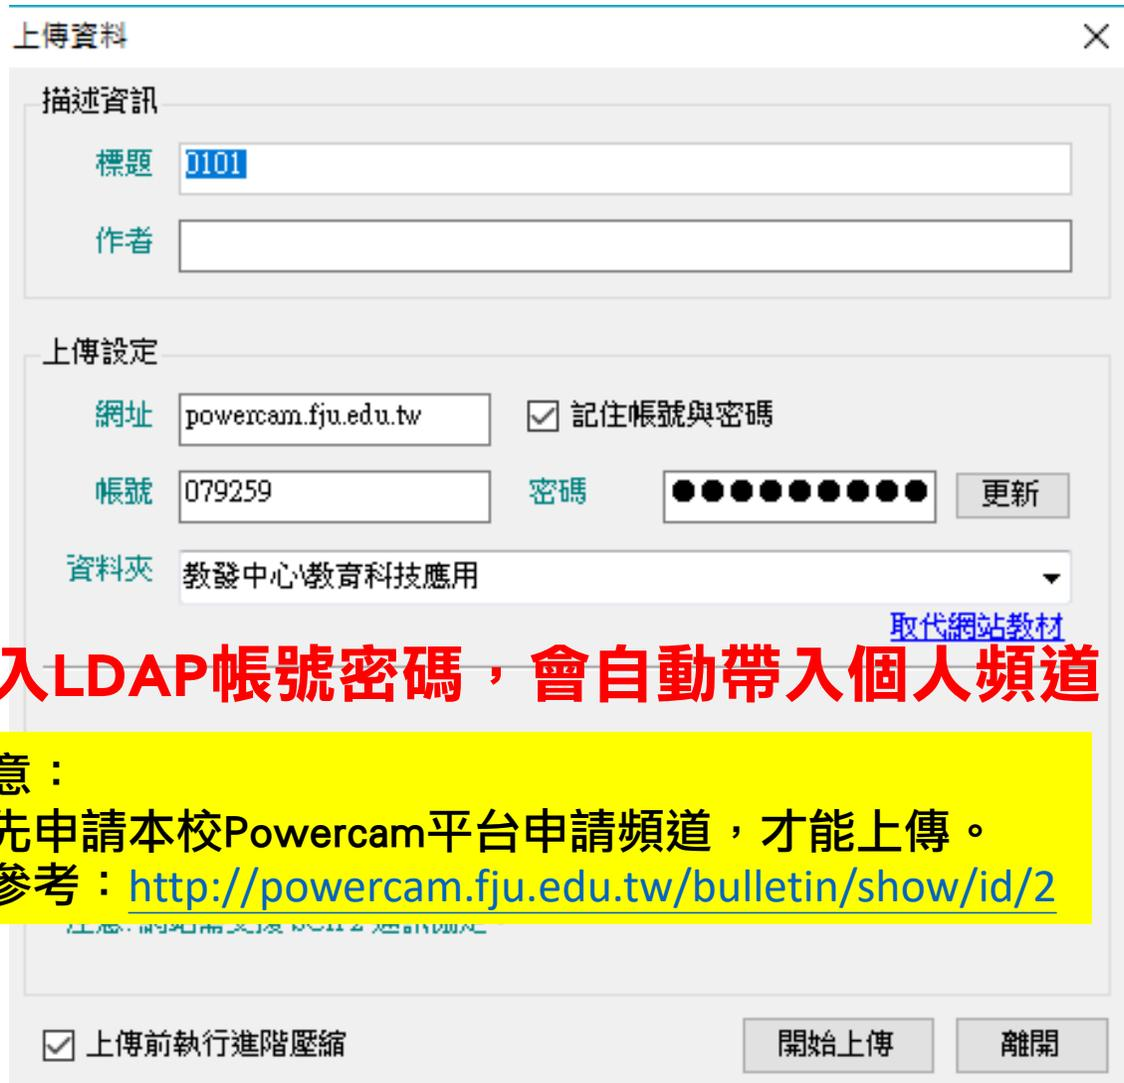 上傳資料
描述資訊
標題 0101
作者
上傳設定
網址 powercam.fju.edu.tw 記住帳號與密碼
帳號 079259 密碼 ●●●●●●●●● 更新
資料夾 教發中心\教育科技應用
取代網站教材
入LDAP帳號密碼，會自動帶入個人頻道
意：
先申請本校Powercam平台申請頻道，才能上傳。
參考：http://powercam.fju.edu.tw/bulletin/show/id/2
上傳前執行進階壓縮 開始上傳 離開